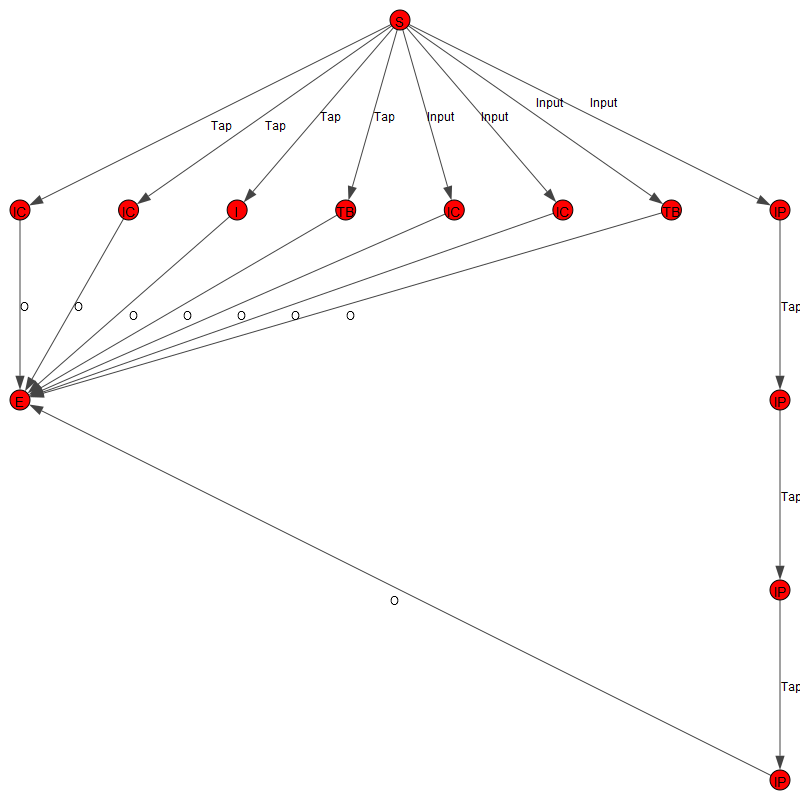 S
Input Input
Tap Tap Input Input
Tap Tap
IC IC I TB IC IC TB IP
O O Tap
O O O O O
E IP
Tap
IP
O
Tap
IP